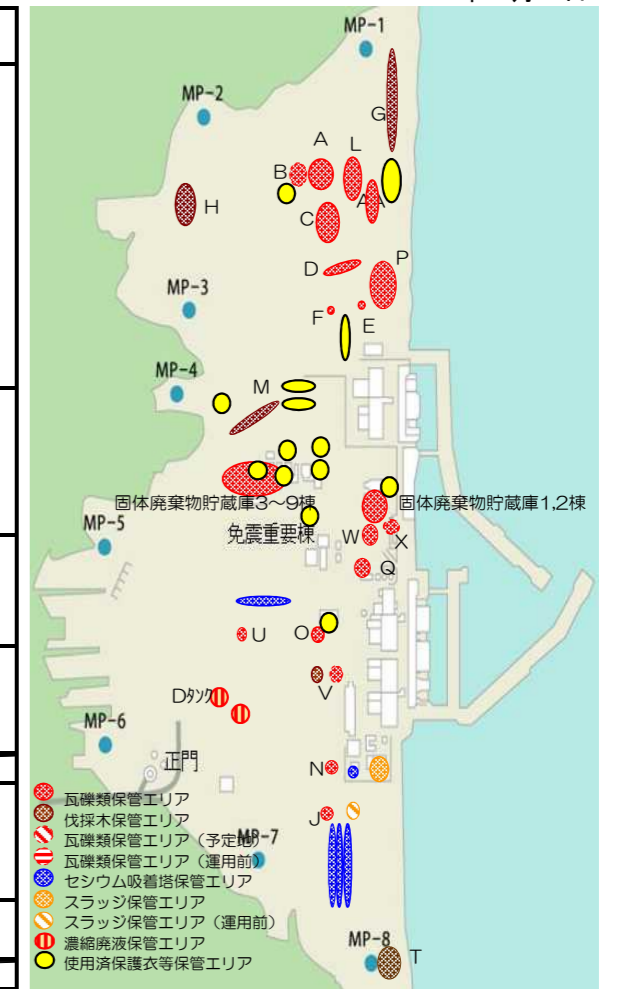 MP-1
MP-2
G
A
L
B
H
AA
C
D
P
MP-3
F
E
MP-4
M
固体廃棄物貯蔵庫3~9棟
固体廃棄物貯蔵庫1,2棟
MP-5
免震重要棟
W
X
Q
U
O
V
Dタンク
MP-6
正門
N
J
MP-7
瓦礫類保管エリア
伐採木保管エリア
瓦礫類保管エリア(予定地)
瓦礫類保管エリア(運用前)
セシウム吸着塔保管エリア
スラッジ保管エリア
スラッジ保管エリア(運用前)
濃縮廃液保管エリア
使用済保護衣等保管エリア
MP-8
T